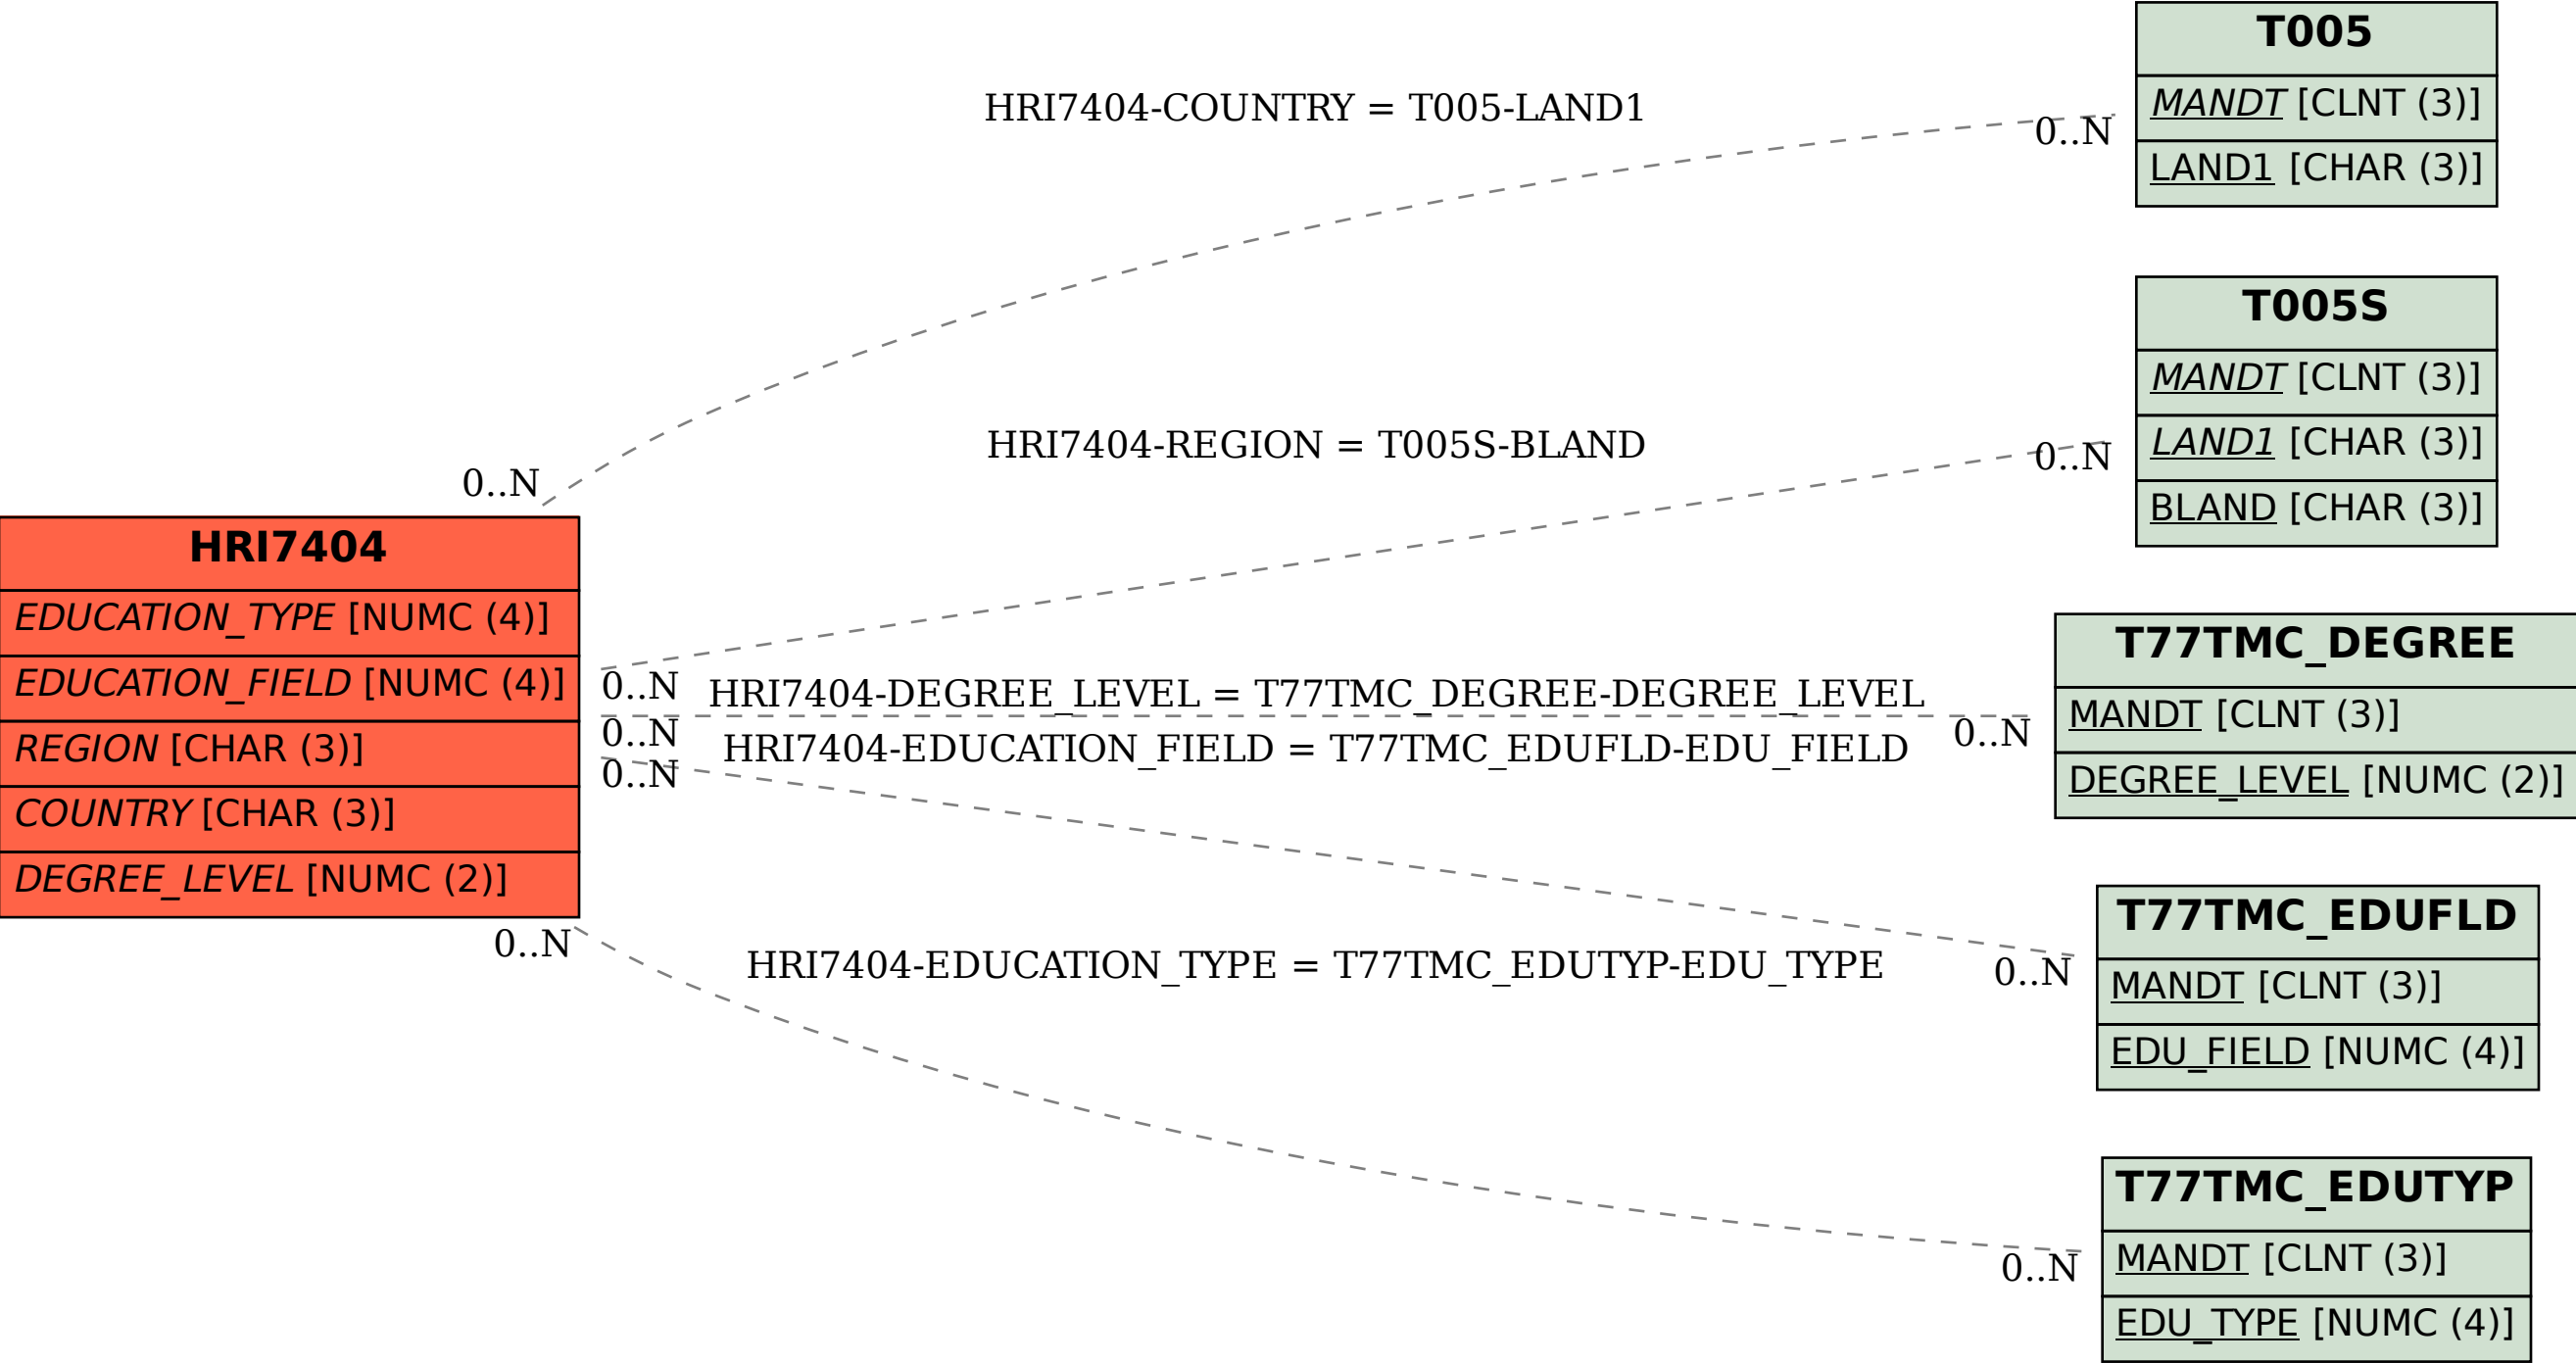 T005
MANDT [CLNT (3)]
LAND1 [CHAR (3)]
HRI7404-COUNTRY = T005-LAND1
0..N
0..N
T005S
MANDT [CLNT (3)]
LAND1 [CHAR (3)]
BLAND [CHAR (3)]
HRI7404-REGION = T005S-BLAND
0..N
0..N
HRI7404
EDUCATION_TYPE [NUMC (4)]
EDUCATION_FIELD [NUMC (4)]
REGION [CHAR (3)]
COUNTRY [CHAR (3)]
DEGREE_LEVEL [NUMC (2)]
HRI7404-DEGREE_LEVEL = T77TMC_DEGREE-DEGREE_LEVEL
0..N
0..N
T77TMC_DEGREE
MANDT [CLNT (3)]
DEGREE_LEVEL [NUMC (2)]
HRI7404-EDUCATION_FIELD = T77TMC_EDUFLD-EDU_FIELD
0..N
0..N
T77TMC_EDUFLD
MANDT [CLNT (3)]
EDU_FIELD [NUMC (4)]
HRI7404-EDUCATION_TYPE = T77TMC_EDUTYP-EDU_TYPE
0..N
0..N
T77TMC_EDUTYP
MANDT [CLNT (3)]
EDU_TYPE [NUMC (4)]